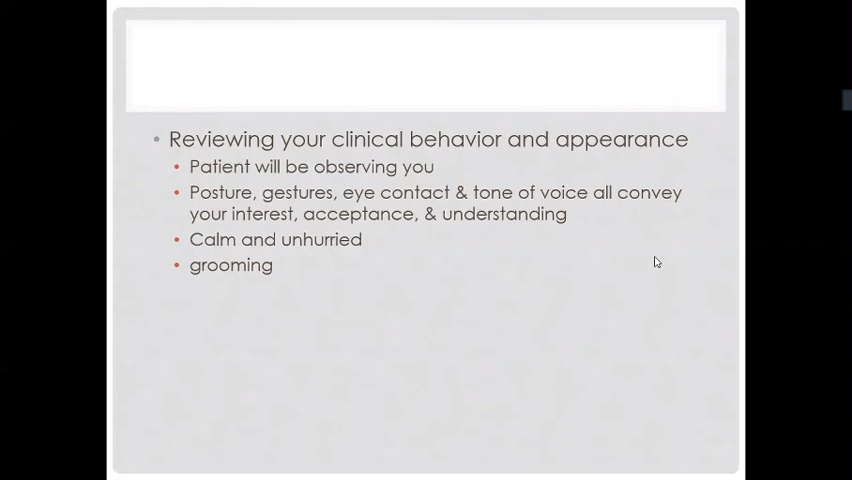 Reviewing your clinical behavior and appearance
Patient will be observing you
Posture, gestures, eye contact & tone of voice all convey
your interest, acceptance, & understanding
Calm and unhurried
grooming